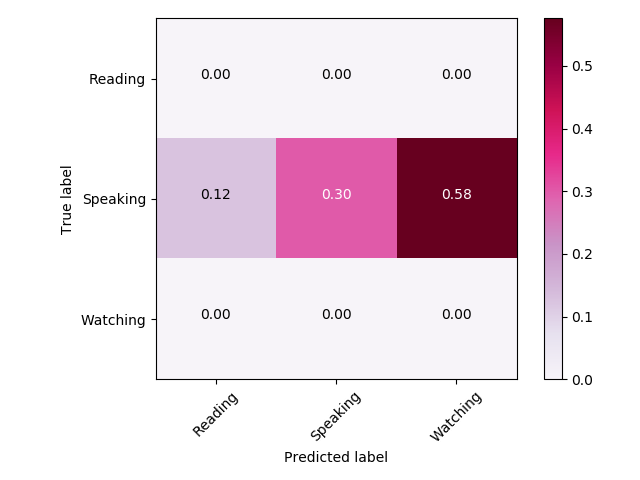 Reading 0.00 0.00 0.00
Speaking 0.12 0.30 0.58
Watching 0.00 0.00 0.00
Reading Speaking Watching
Predicted label
True label
0.5
0.4
0.3
0.2
0.1
0.0